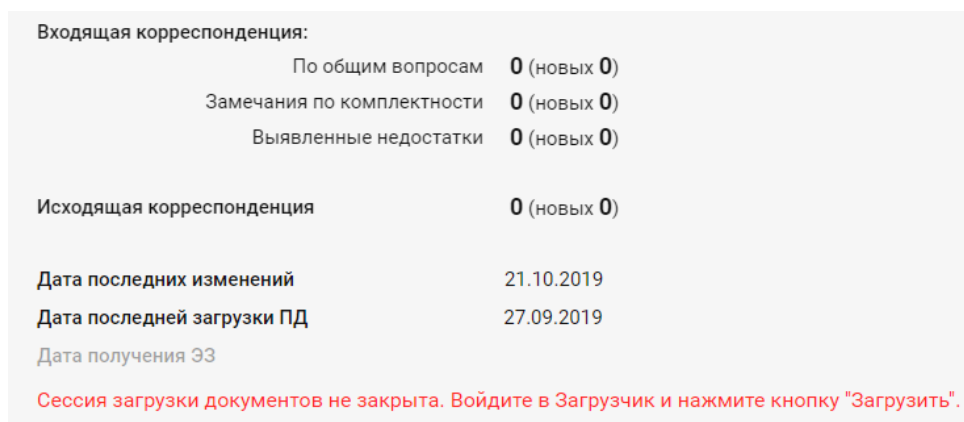 Входящая корреспонденция:
По общим вопросам 0 (новых 0)
Замечания по комплектности 0 (новых 0)
Выявленные недостатки 0 (новых 0)
Исходящая корреспонденция 0 (новых 0)
Дата последних изменений 21.10.2019
Дата последней загрузки ПД 27.09.2019
Дата получения ЭЗ
Сессия загрузки документов не закрыта. Войдите в Загрузчик и нажмите кнопку "Загрузить".